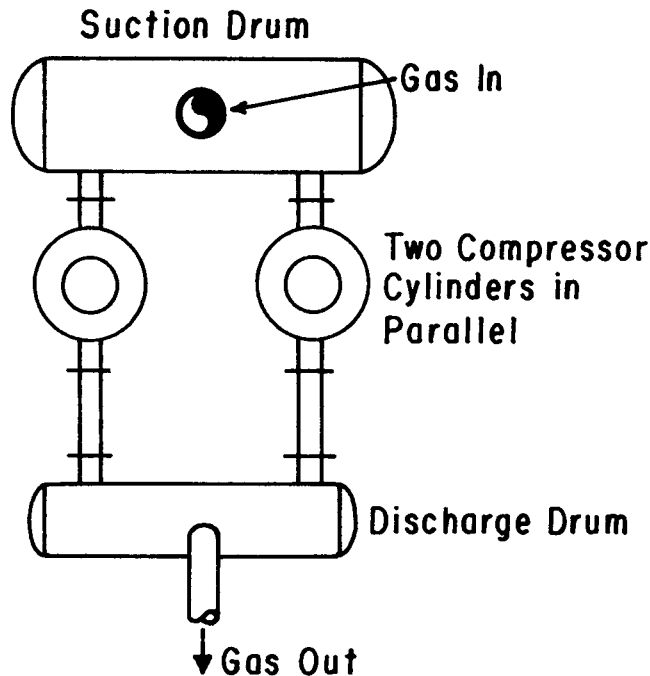 Suction Drum
Gas In
Two Compressor
Cylinders in
Parallel
Discharge Drum
Gas Out